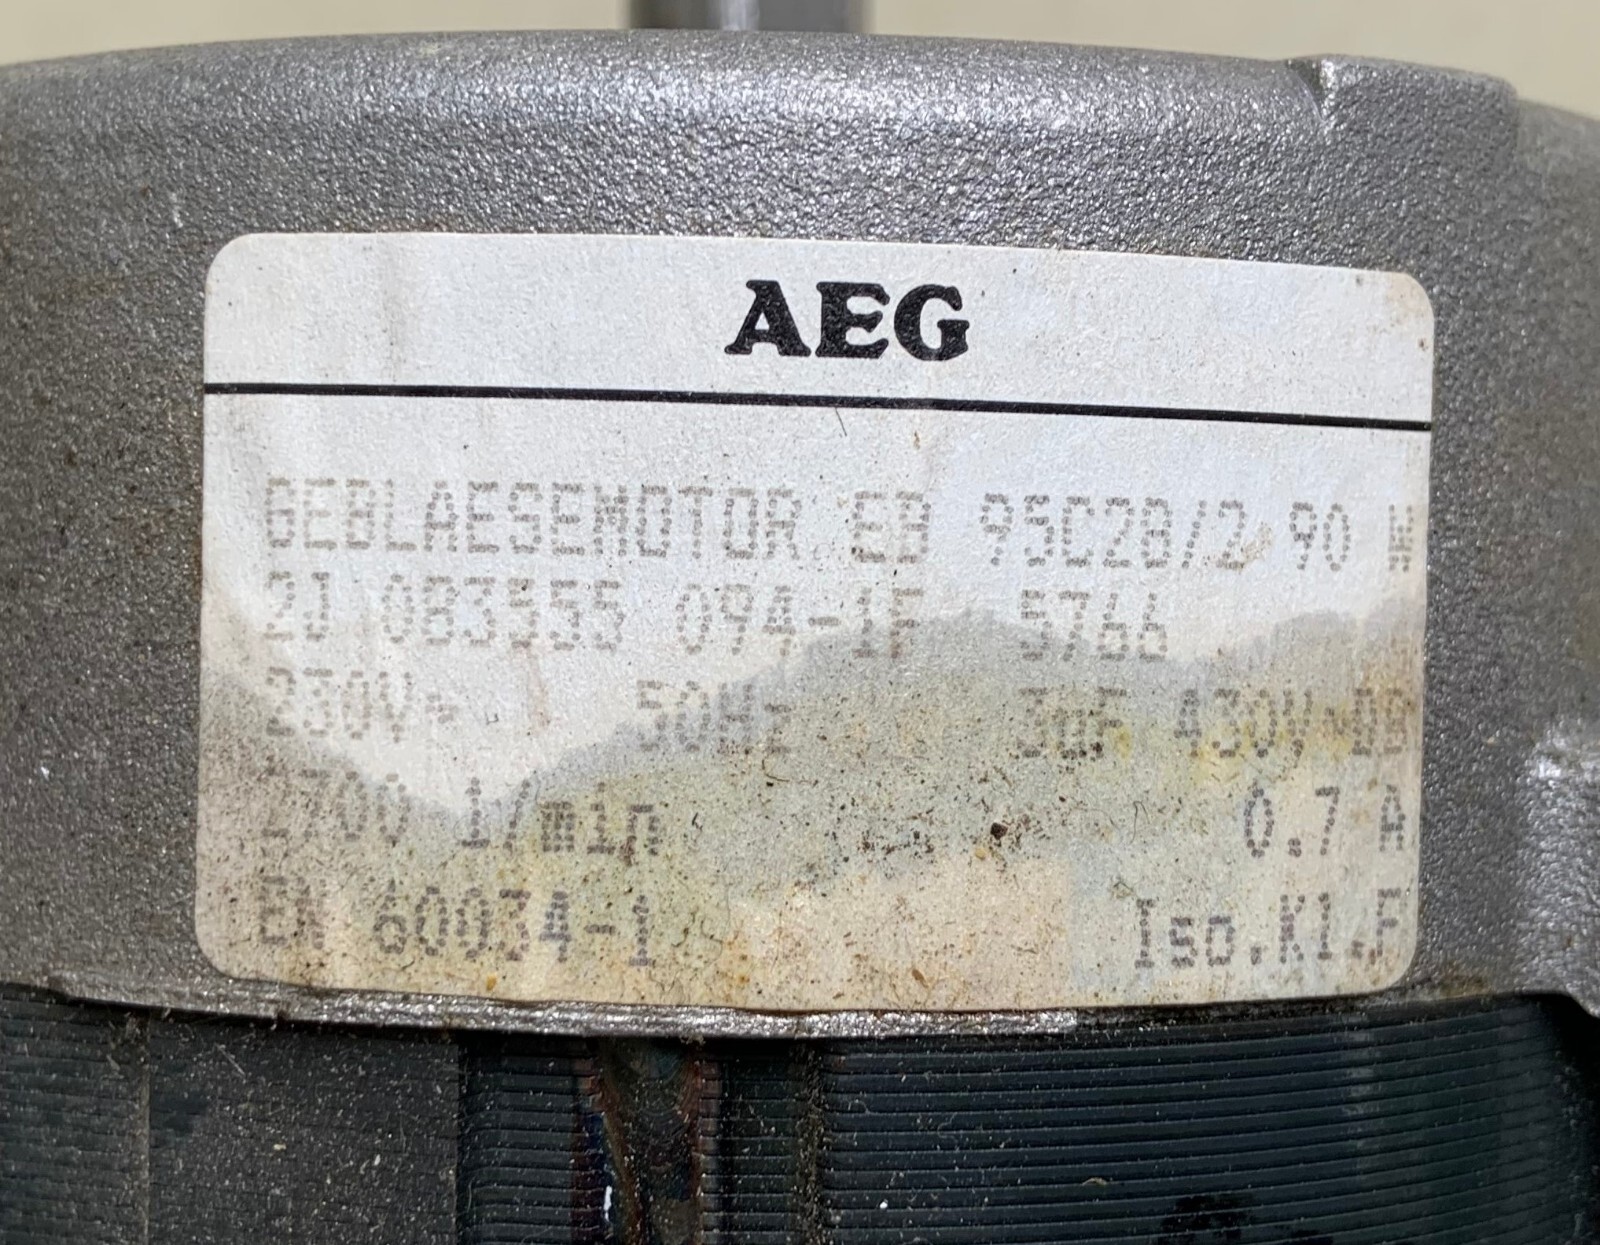 AEG
GEBLAESEMOTOR EB 95C28/2 90 W
2J 083555 094-1F 5766
230V~ 50Hz 3uF 430V~DB
2700 1/min 0.7 A
EN 60034-1 Iso.Kl.F